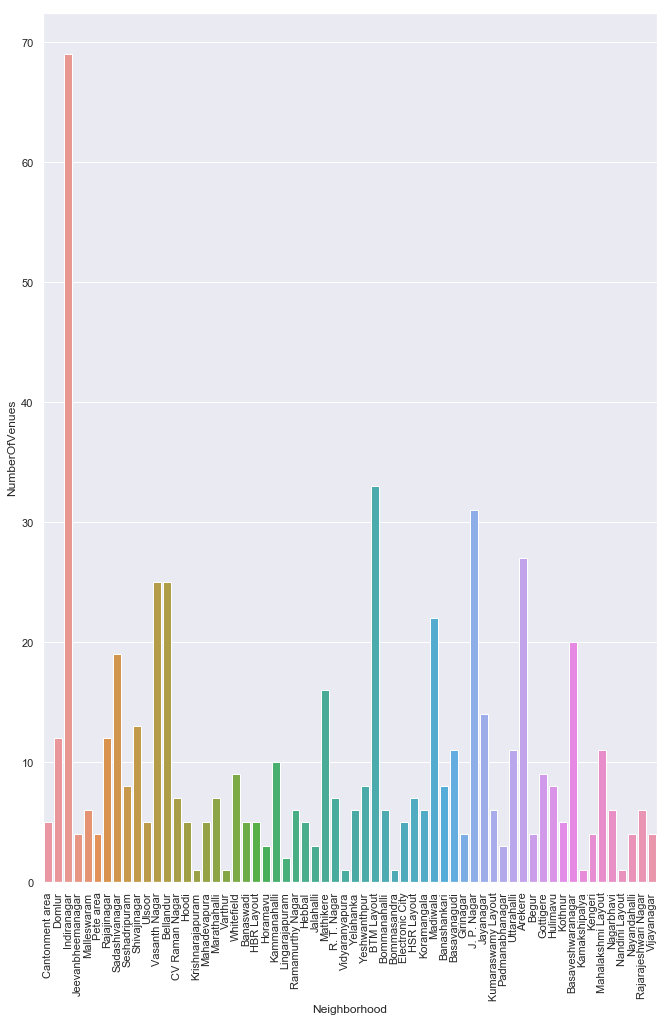 70
60
50
40
30
20
10
0
NumberOfVenues
Cantonment area
Domlur
Indiranagar
Jeevanbheemanagar
Malleswaram
Pete area
Rajajinagar
Sadashivanagar
Seshadripuram
Shivajinagar
Ulsoor
Vasanth Nagar
Bellandur
CV Raman Nagar
Hoodi
Krishnarajapuram
Mahadevapura
Marathahalli
Varthur
Whitefield
Banaswadi
HBR Layout
Horamavu
Kammanahalli
Lingarajapuram
Ramamurthy Nagar
Hebbal
Jalahalli
Mathikere
R. T. Nagar
Vidyaranyapura
Yelahanka
Yeshwanthpur
BTM Layout
Bommanahalli
Bommasandra
Electronic City
HSR Layout
Koramangala
Madiwala
Banashankari
Basavanagudi
Girinagar
J. P. Nagar
Jayanagar
Kumaraswamy Layout
Padmanabhanagar
Uttarahalli
Arekere
Begur
Gottigere
Hulimavu
Kothnur
Basaveshwaranagar
Kamakshipalya
Kengeri
Mahalakshmi Layout
Nagarbhavi
Nandini Layout
Nayandahalli
Rajarajeshwari Nagar
Vijayanagar
Neighborhood